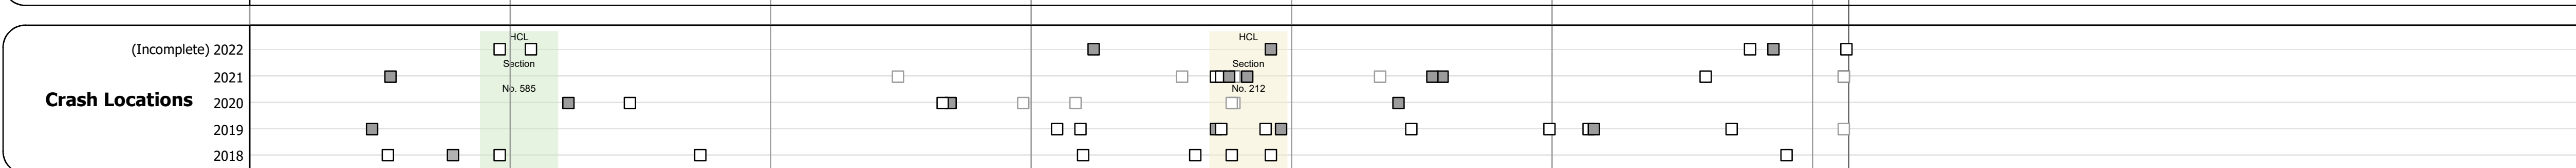 HCL
HCL
(Incomplete) 2022
Section
Section
2021
No. 585
No. 212
Crash Locations
2020
2019
2018